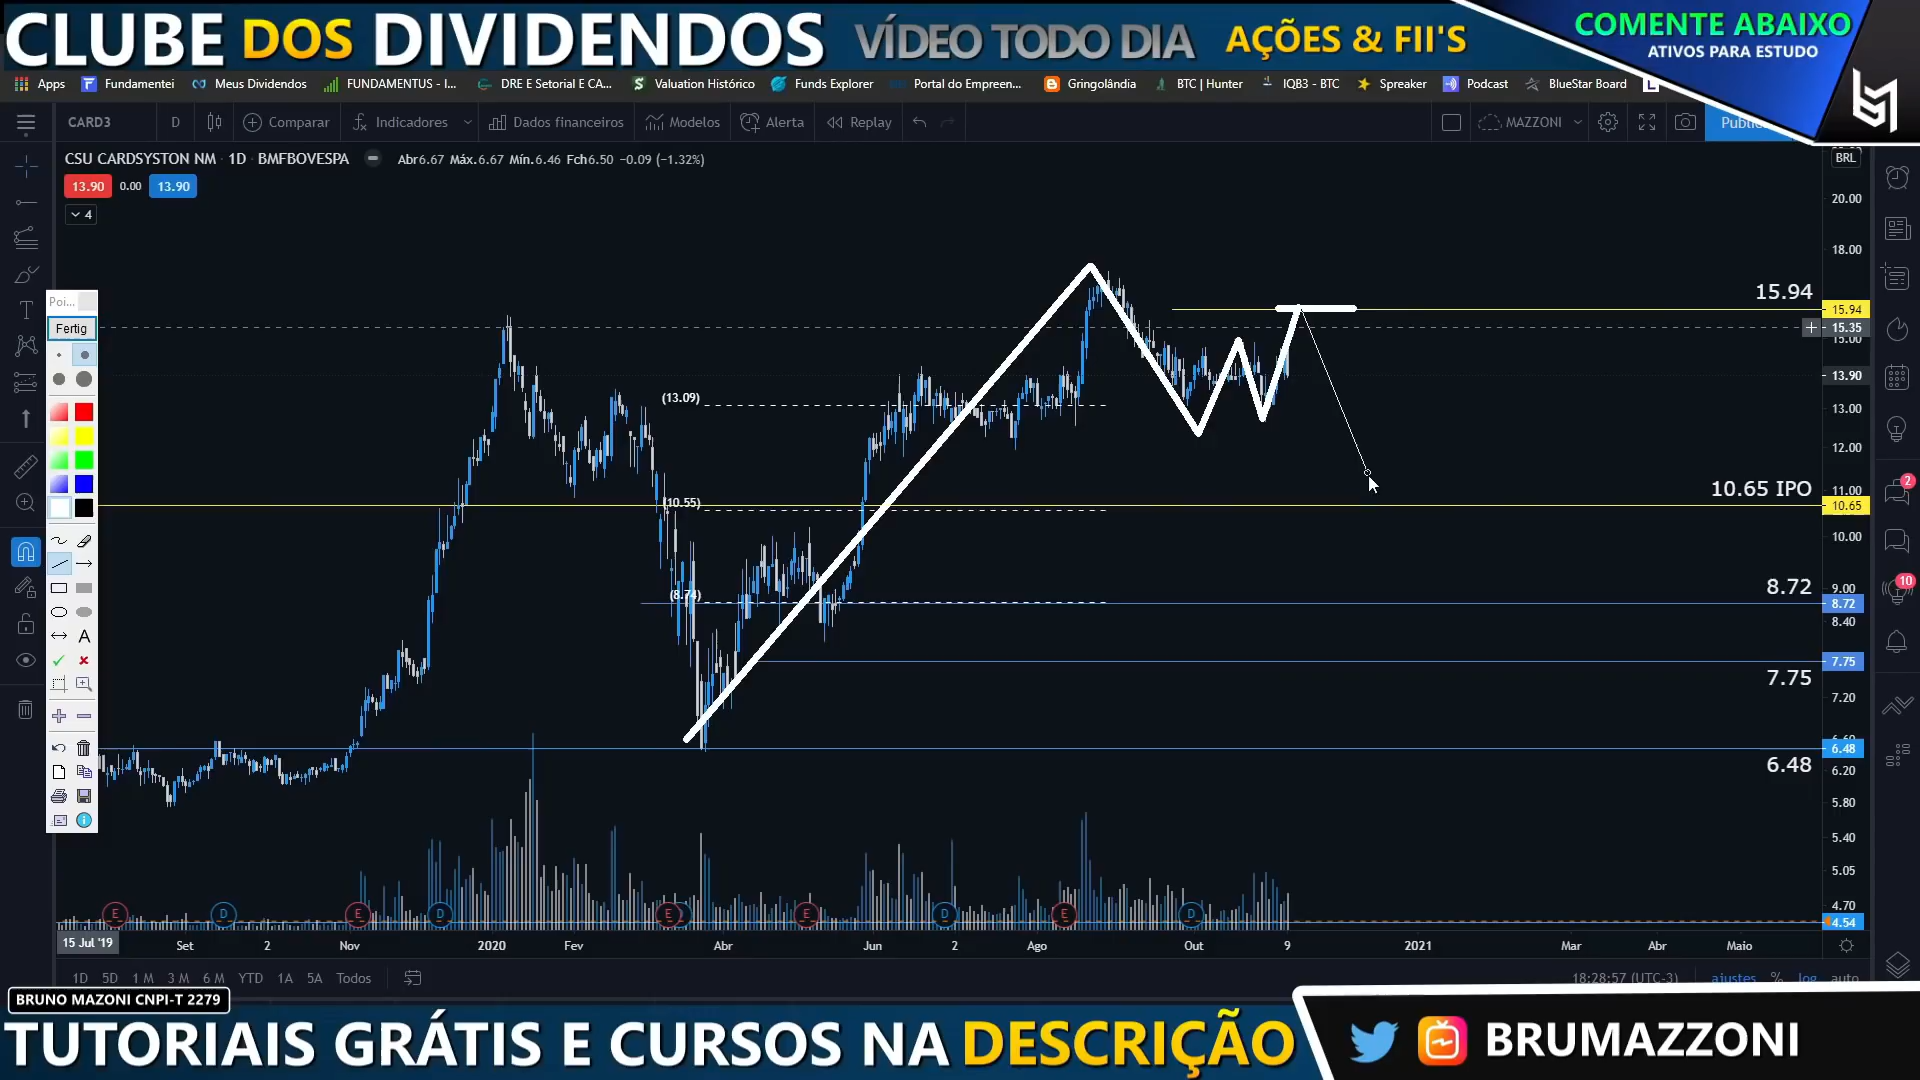 CLUBE DOS DIVIDENDOS VÍDEO TODO DIA AÇÕES & FII'S
COMENTE ABAIXO
ATIVOS PARA ESTUDO
Apps Fundamentei Meus Dividendos FUNDAMENTUS - I... DRE E Setorial E CA... Valuation Histórico Funds Explorer Portal do Empreen... Gringolândia BTC | Hunter IQB3 - BTC Spreaker Podcast BlueStar Board
CARD3 D Comparar Indicadores Dados financeiros Modelos Alerta Replay MAZZONI
CSU CARDSYSTON NM · 1D · BMFBOVESPA Abr6.67 Máx.6.67 Mín.6.46 Fch6.50 −0.09 (−1.32%)
BRL
13.90 0.00 13.90
4
20.00
18.00
15.94
15.94
15.35
15.00
13.90
(13.09)
13.00
12.00
10.65 IPO
11.00
(10.55)
10.65
10.00
8.72
9.00
(8.74)
8.72
8.40
7.75
7.75
7.20
6.48
6.48
6.20
5.80
5.40
5.05
4.70
4.54
Poi...
Fertig
A
2
10
E D E D E E D E D
15 Jul '19 Set 2 Nov 2020 Fev Abr Jun 2 Ago Out 9 2021 Mar Abr Maio
1D 5D 1 M 3 M 6 M YTD 1A 5A Todos 18:28:57 (UTC-3) ajustes % log auto
BRUNO MAZONI CNPI-T 2279
TUTORIAIS GRÁTIS E CURSOS NA DESCRIÇÃO
BRUMAZZONI